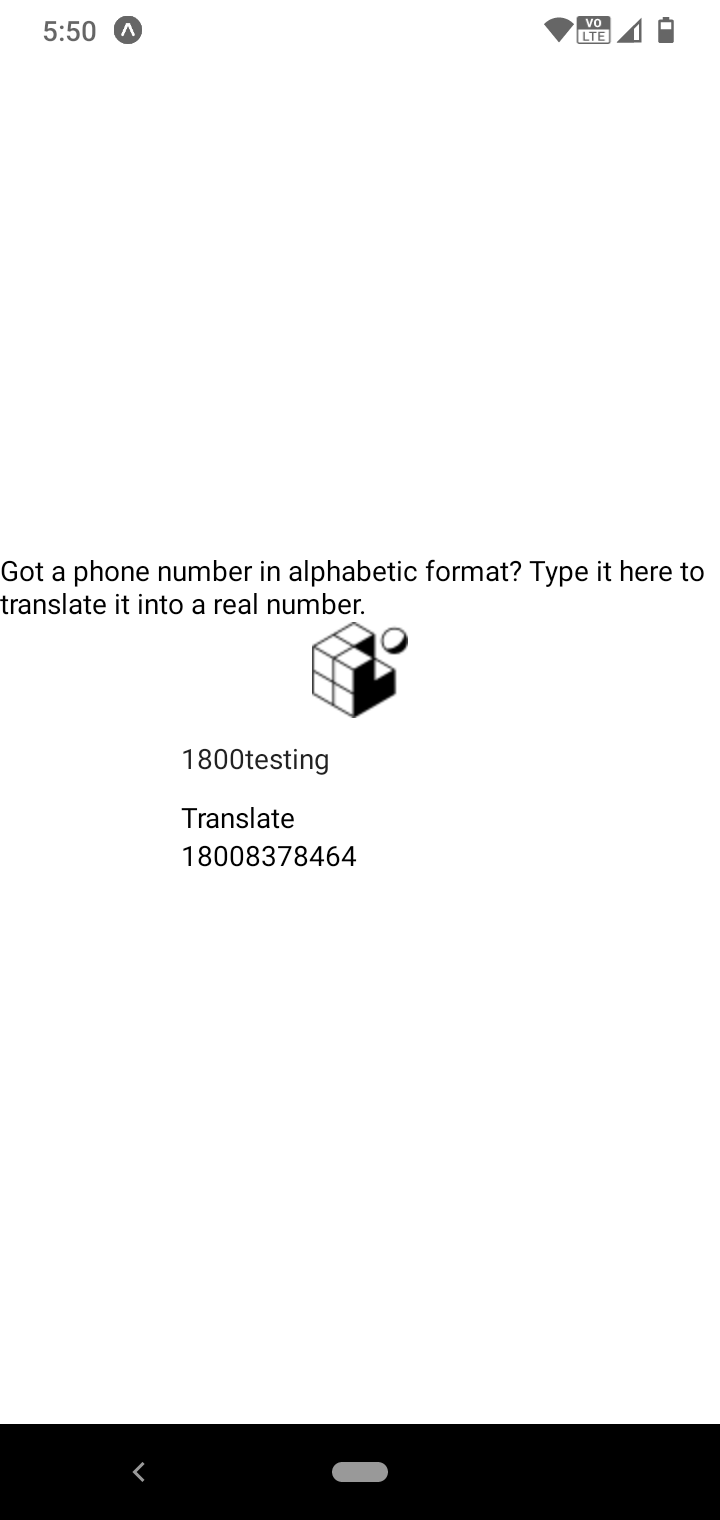 5:50
VO
LTE
Got a phone number in alphabetic format? Type it here to
translate it into a real number.
1800testing
Translate
18008378464